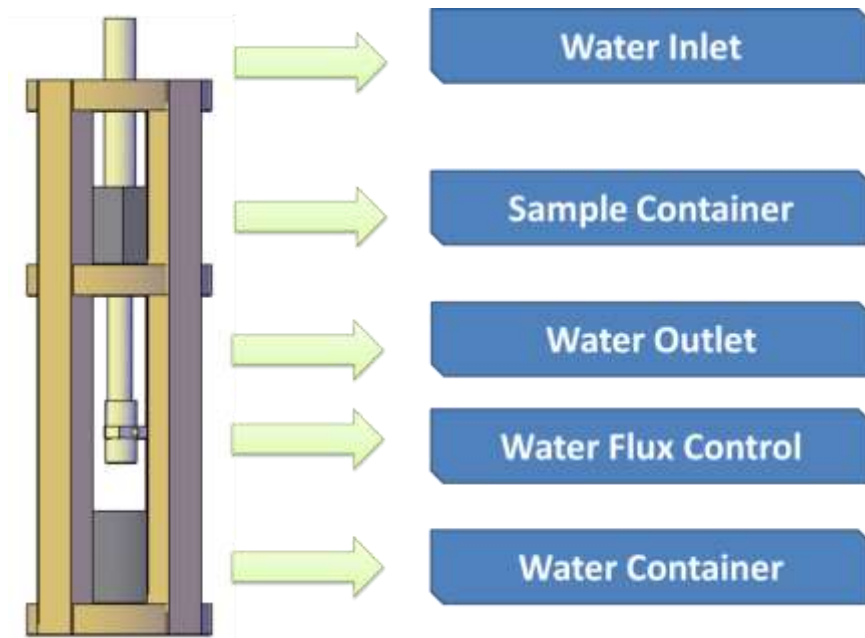 Water Inlet
Sample Container
Water Outlet
Water Flux Control
Water Container